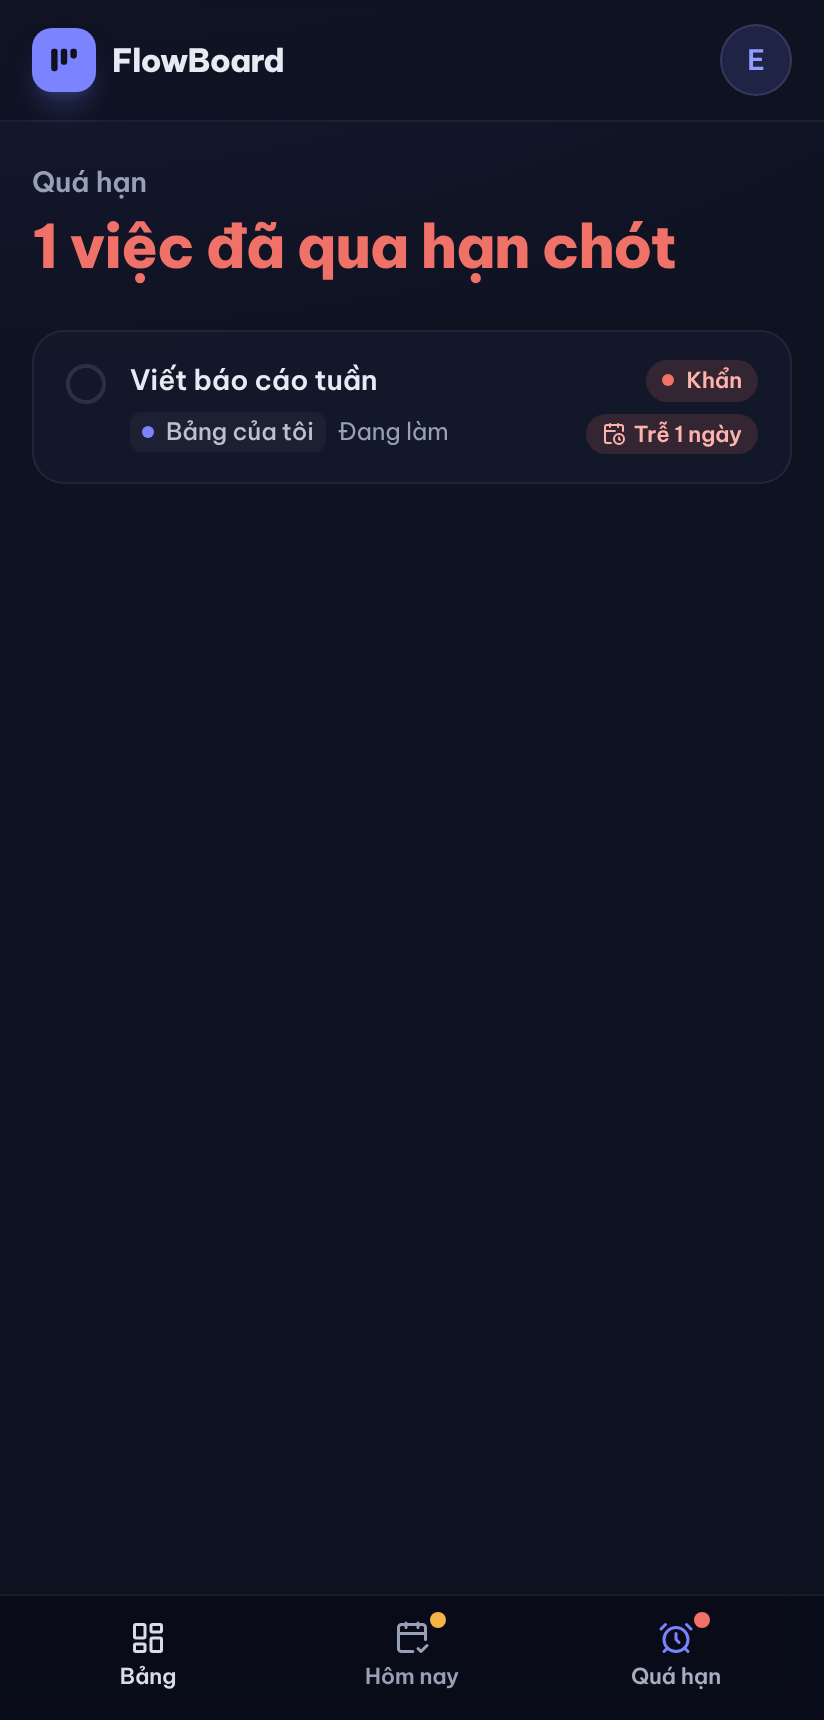 FlowBoard
E
Quá hạn
1 việc đã qua hạn chót
Viết báo cáo tuần
Khẩn
Bảng của tôi Đang làm
Trễ 1 ngày
Bảng
Hôm nay
Quá hạn